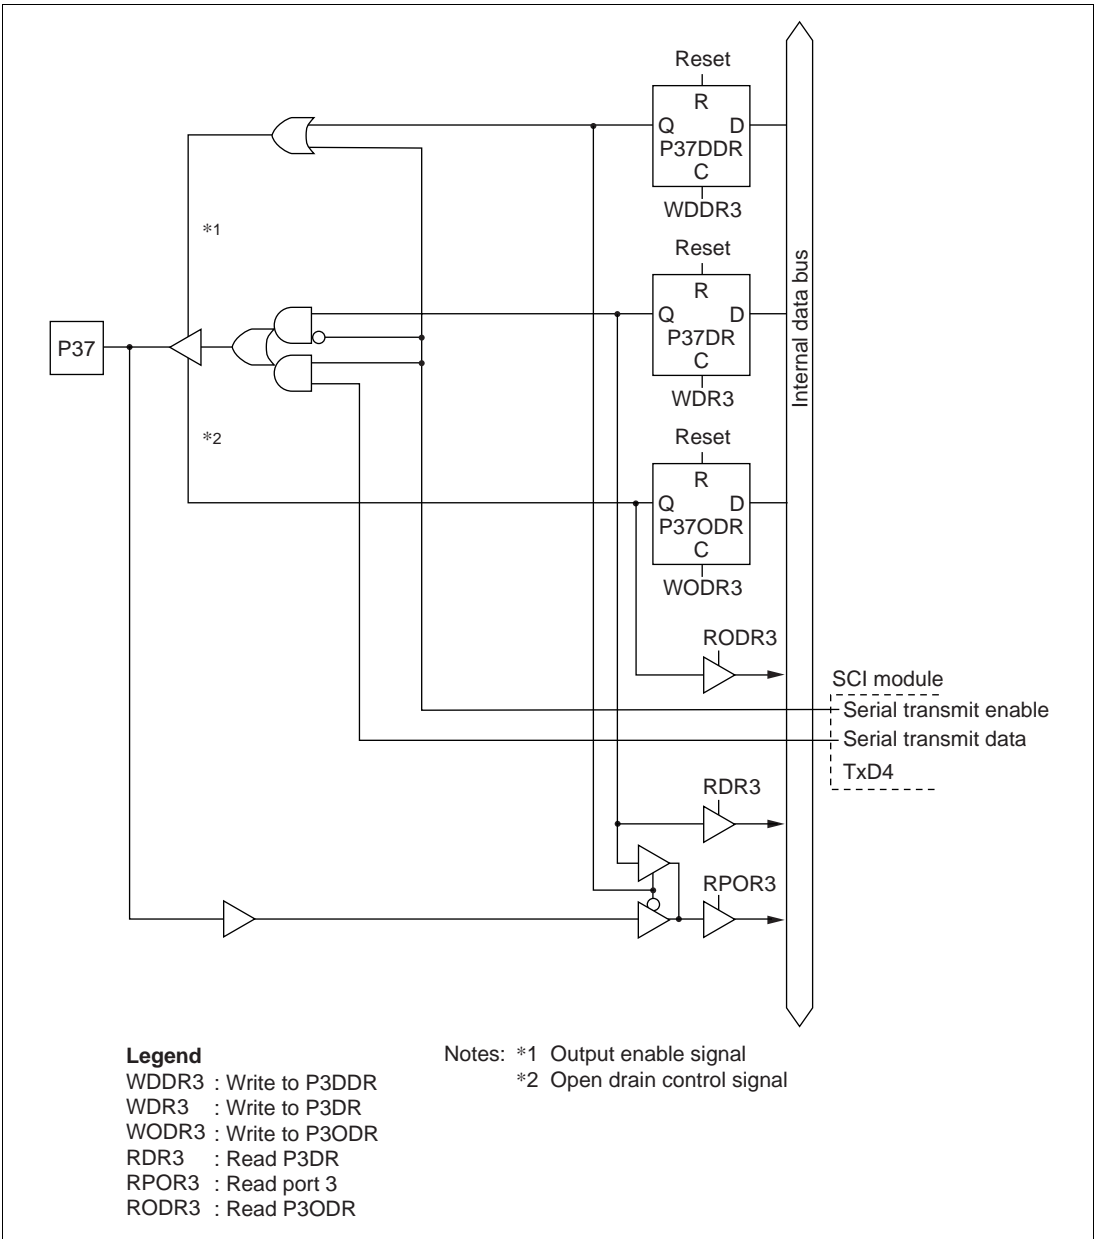 Reset
R
Q D
P37DDR
C
WDDR3
*1
Reset
R
Q D
P37DR
C
WDR3
Internal data bus
P37
*2
Reset
R
Q D
P37ODR
C
WODR3
RODR3
SCI module
Serial transmit enable
Serial transmit data
TxD4
RDR3
RPOR3
Legend
WDDR3 : Write to P3DDR
WDR3 : Write to P3DR
WODR3 : Write to P3ODR
RDR3 : Read P3DR
RPOR3 : Read port 3
RODR3 : Read P3ODR
Notes: *1 Output enable signal
*2 Open drain control signal